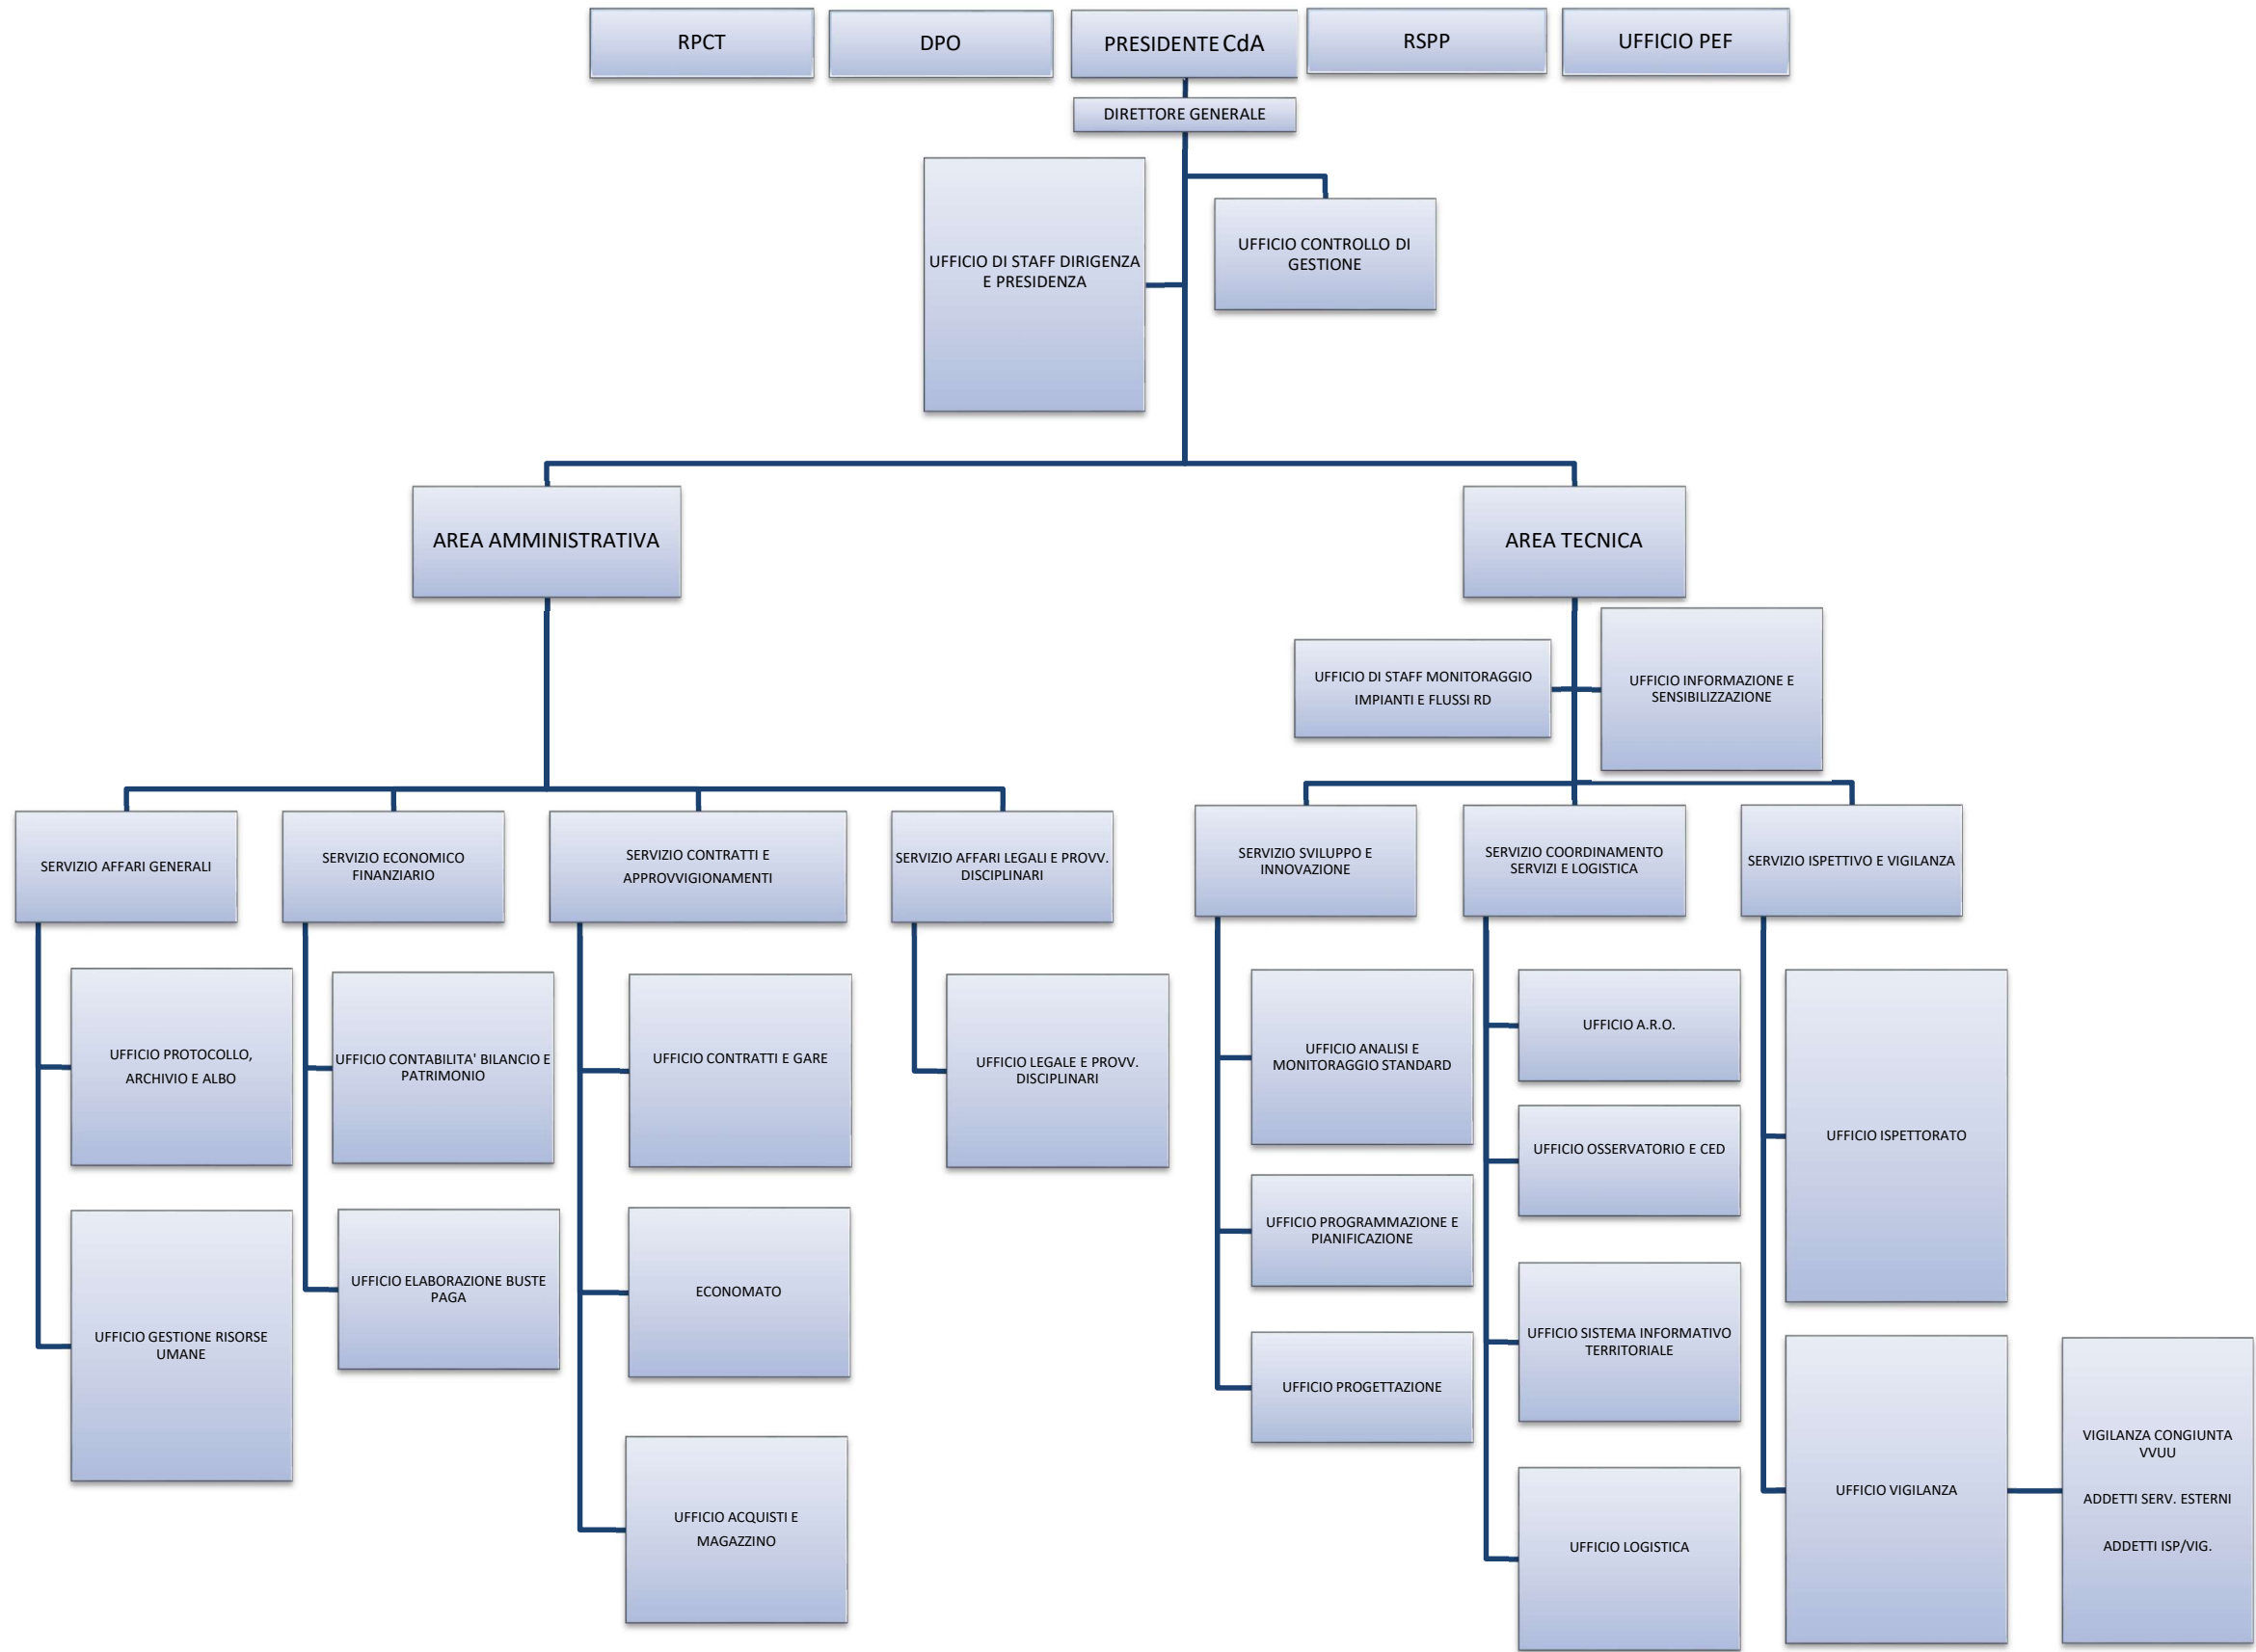 RPCT
DPO
PRESIDENTE CdA
RSPP
UFFICIO PEF
DIRETTORE GENERALE
UFFICIO DI STAFF DIRIGENZA
E PRESIDENZA
UFFICIO CONTROLLO DI
GESTIONE
AREA AMMINISTRATIVA
AREA TECNICA
UFFICIO DI STAFF MONITORAGGIO
IMPIANTI E FLUSSI RD
UFFICIO INFORMAZIONE E
SENSIBILIZZAZIONE
SERVIZIO AFFARI GENERALI
SERVIZIO ECONOMICO
FINANZIARIO
SERVIZIO CONTRATTI E
APPROVVIGIONAMENTI
SERVIZIO AFFARI LEGALI E PROVV.
DISCIPLINARI
SERVIZIO SVILUPPO E
INNOVAZIONE
SERVIZIO COORDINAMENTO
SERVIZI E LOGISTICA
SERVIZIO ISPETTIVO E VIGILANZA
UFFICIO PROTOCOLLO,
ARCHIVIO E ALBO
UFFICIO GESTIONE RISORSE
UMANE
UFFICIO CONTABILITA' BILANCIO E
PATRIMONIO
UFFICIO ELABORAZIONE BUSTE
PAGA
UFFICIO CONTRATTI E GARE
ECONOMATO
UFFICIO ACQUISTI E
MAGAZZINO
UFFICIO LEGALE E PROVV.
DISCIPLINARI
UFFICIO ANALISI E
MONITORAGGIO STANDARD
UFFICIO PROGRAMMAZIONE E
PIANIFICAZIONE
UFFICIO PROGETTAZIONE
UFFICIO A.R.O.
UFFICIO OSSERVATORIO E CED
UFFICIO SISTEMA INFORMATIVO
TERRITORIALE
UFFICIO LOGISTICA
UFFICIO ISPETTORATO
UFFICIO VIGILANZA
VIGILANZA CONGIUNTA
VVUU
ADDETTI SERV. ESTERNI
ADDETTI ISP/VIG.